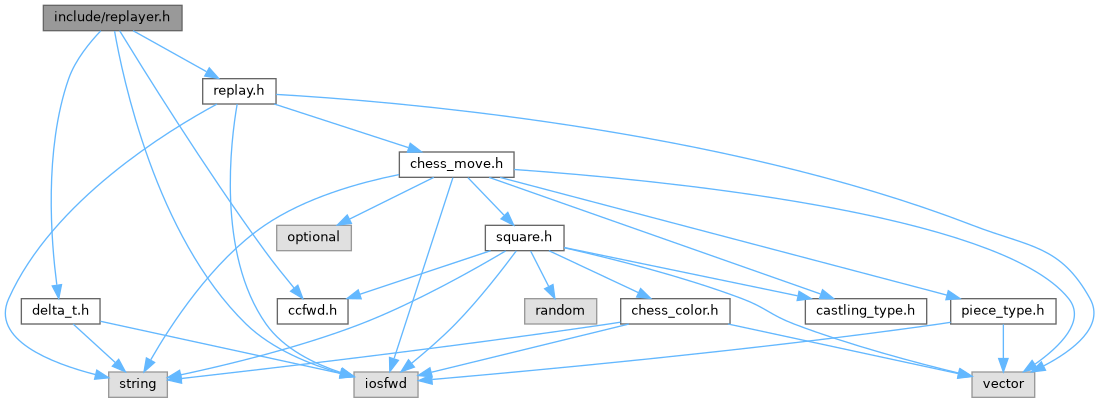 include/replayer.h
replay.h
chess_move.h
optional
square.h
delta_t.h
ccfwd.h
random
chess_color.h
castling_type.h
piece_type.h
string
iosfwd
vector